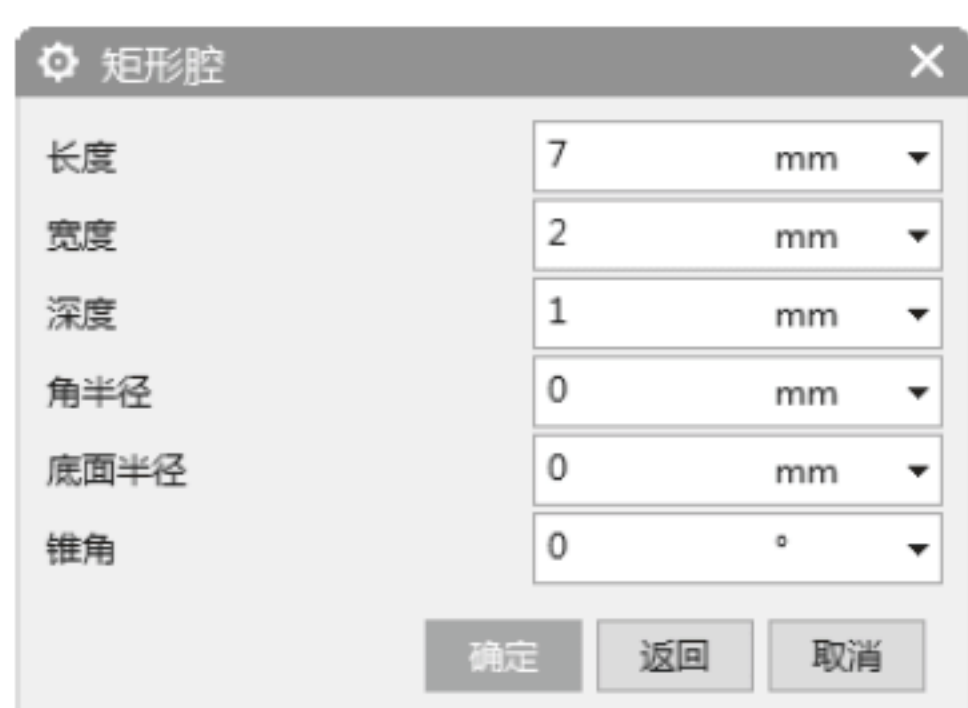 矩形腔
长度 7 mm
宽度 2 mm
深度 1 mm
角半径 0 mm
底面半径 0 mm
锥角 0 °
确定 返回 取消